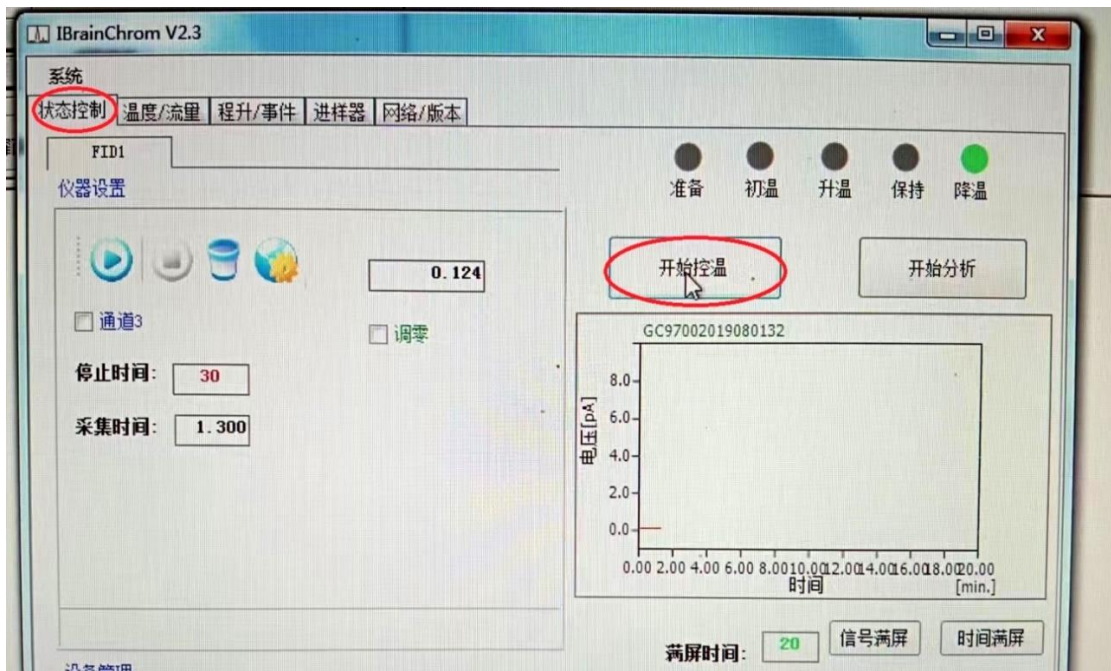 IBrainChrom V2.3
系统
状态控制 温度/流量 程升/事件 进样器 网络/版本
FID1
仪器设置
准备 初温 升温 保持 降温
0.124
开始控温 开始分析
通道3
调零
GC97002019080132
停止时间: 30
采集时间: 1.300
8.0
6.0
4.0
2.0
0.0
电压[pA]
0.00 2.00 4.00 6.00 8.00 10.00 12.00 14.00 16.00 18.00 20.00
时间
[min.]
满屏时间: 20 信号满屏 时间满屏
设备管理